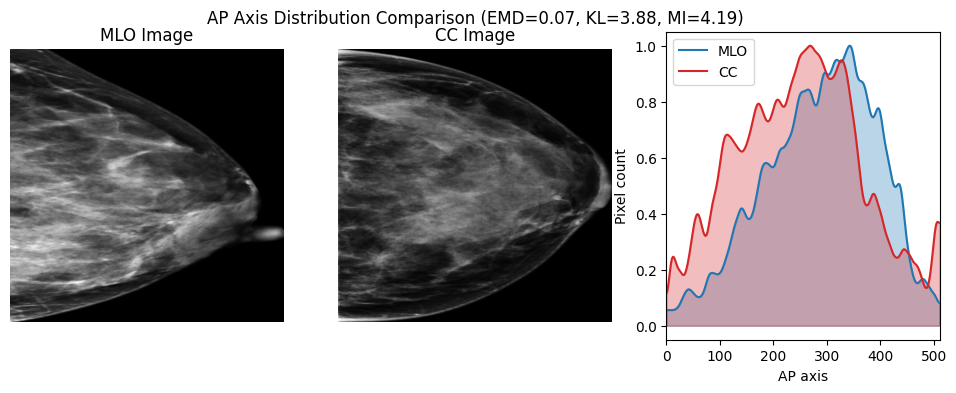 AP Axis Distribution Comparison (EMD=0.07, KL=3.88, MI=4.19)
MLO Image
CC Image
MLO
CC
Pixel count
1.0
0.8
0.6
0.4
0.2
0.0
0 100 200 300 400 500
AP axis